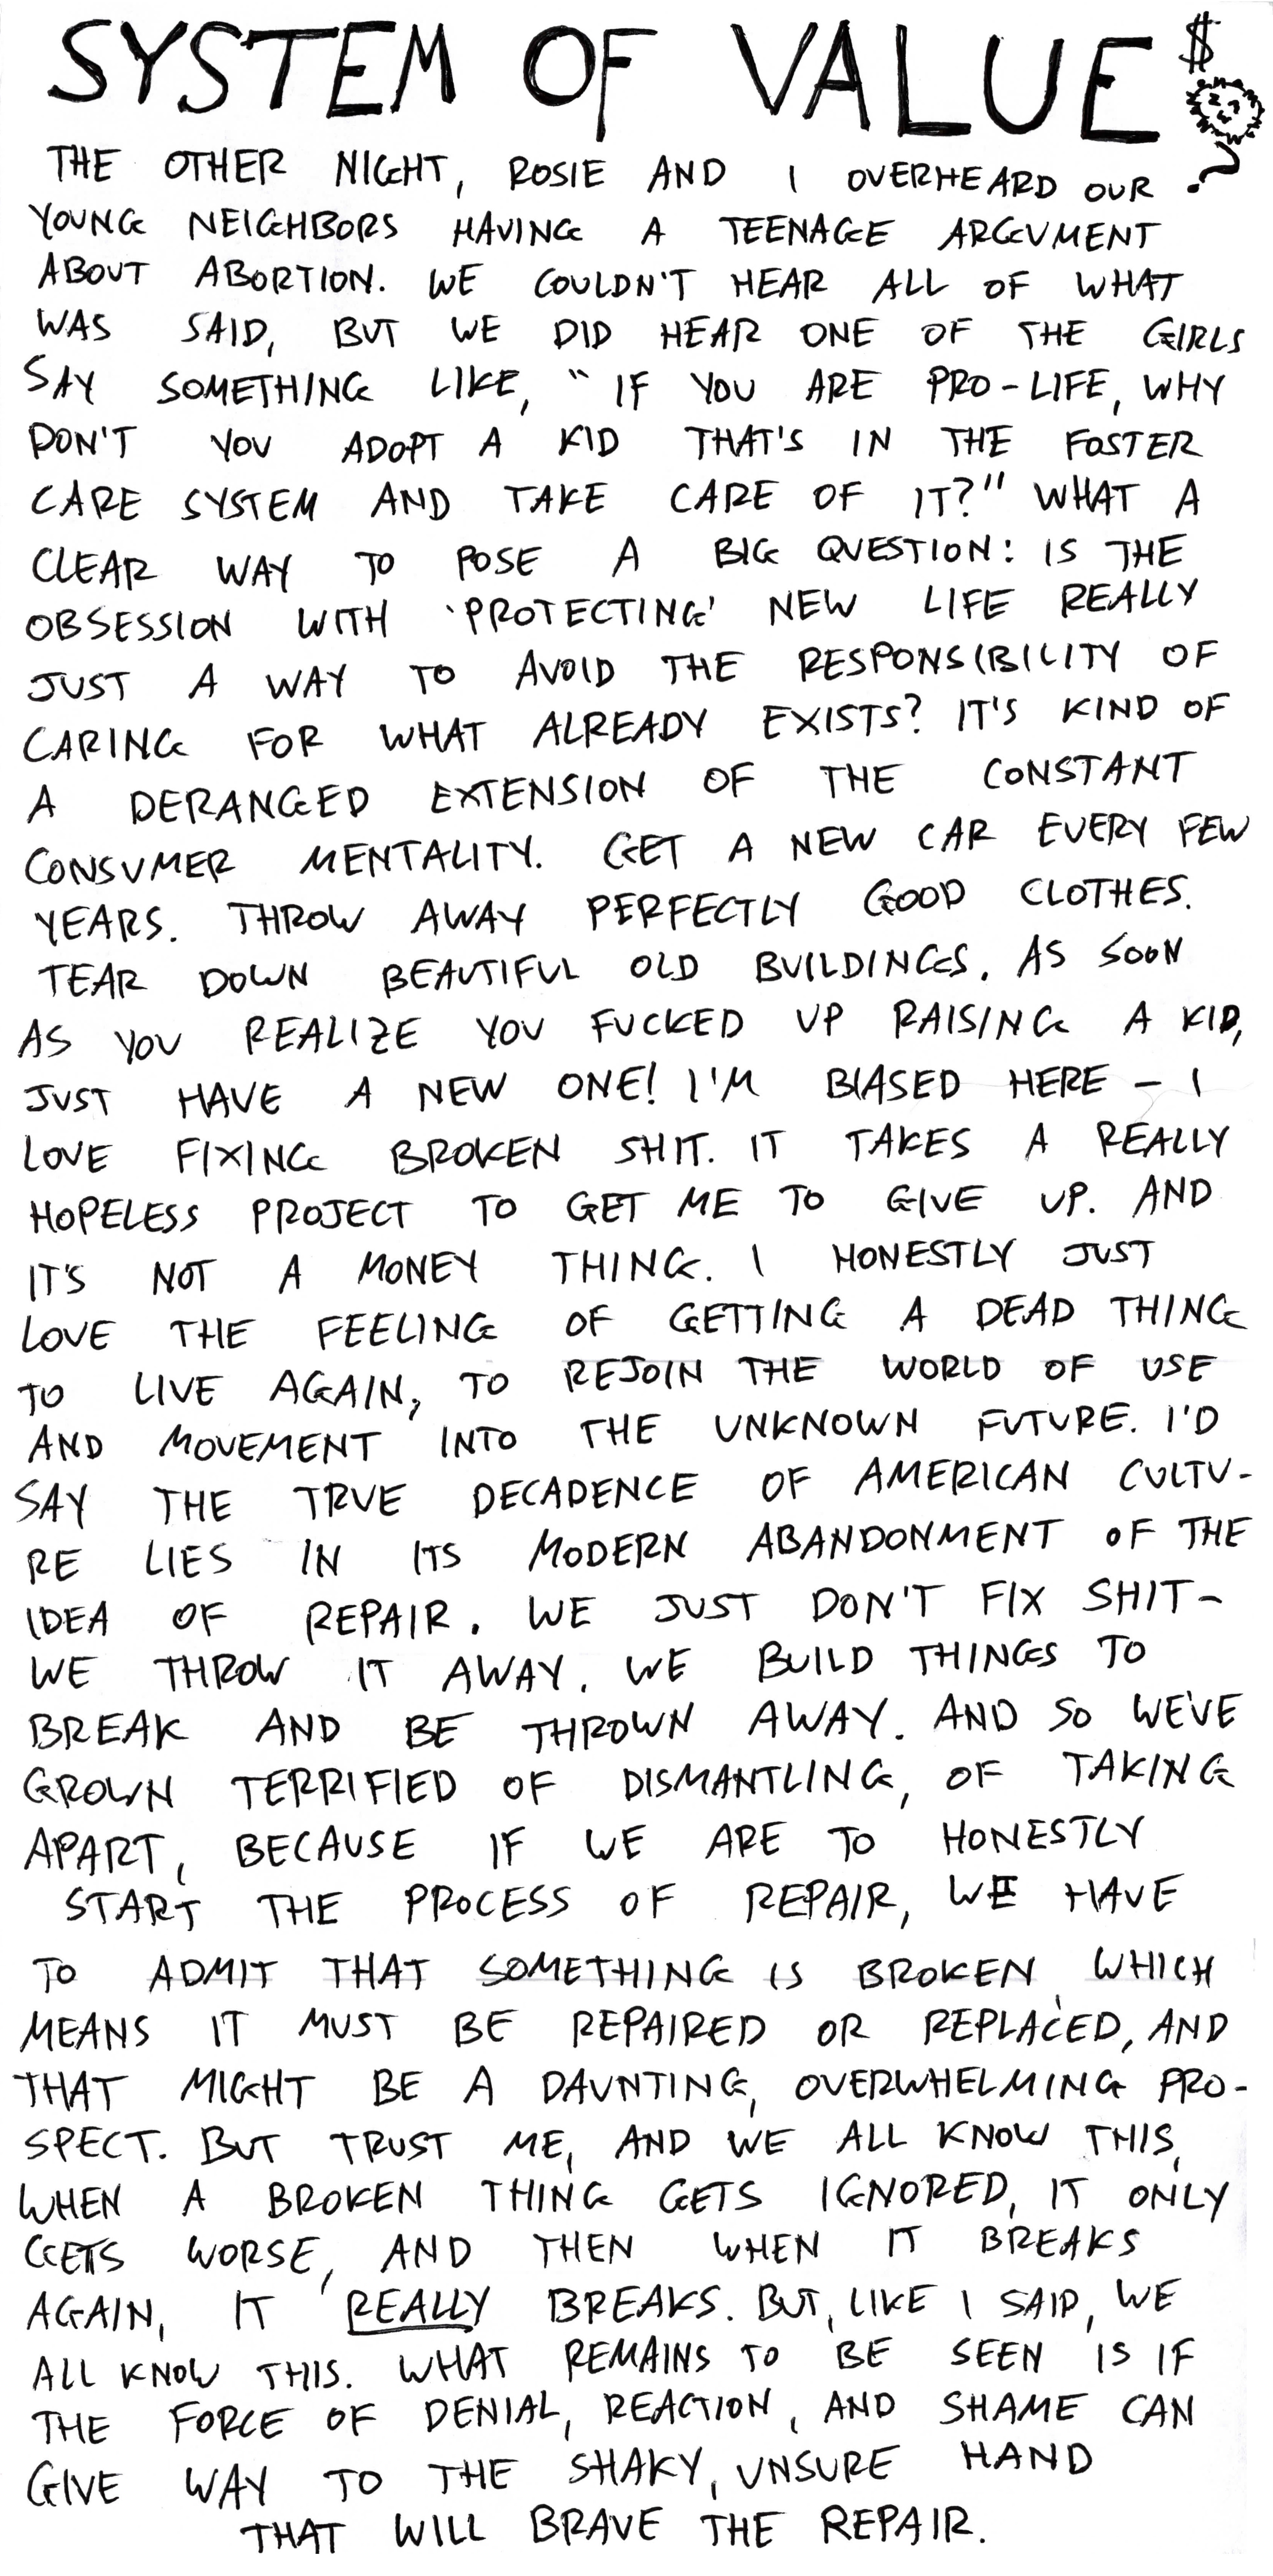 SYSTEM OF VALUE $?
THE OTHER NIGHT, ROSIE AND I OVERHEARD OUR
YOUNG NEIGHBORS HAVING A TEENAGE ARGUMENT
ABOUT ABORTION. WE COULDN'T HEAR ALL OF WHAT
WAS SAID, BUT WE DID HEAR ONE OF THE GIRLS
SAY SOMETHING LIKE, "IF YOU ARE PRO-LIFE, WHY
DON'T YOU ADOPT A KID THAT'S IN THE FOSTER
CARE SYSTEM AND TAKE CARE OF IT?" WHAT A
CLEAR WAY TO POSE A BIG QUESTION: IS THE
OBSESSION WITH 'PROTECTING' NEW LIFE REALLY
JUST A WAY TO AVOID THE RESPONSIBILITY OF
CARING FOR WHAT ALREADY EXISTS? IT'S KIND OF
A DERANGED EXTENSION OF THE CONSTANT
CONSUMER MENTALITY. GET A NEW CAR EVERY FEW
YEARS. THROW AWAY PERFECTLY GOOD CLOTHES.
TEAR DOWN BEAUTIFUL OLD BUILDINGS. AS SOON
AS YOU REALIZE YOU FUCKED UP RAISING A KID,
JUST HAVE A NEW ONE! I'M BIASED HERE - I
LOVE FIXING BROKEN SHIT. IT TAKES A REALLY
HOPELESS PROJECT TO GET ME TO GIVE UP. AND
IT'S NOT A MONEY THING. I HONESTLY JUST
LOVE THE FEELING OF GETTING A DEAD THING
TO LIVE AGAIN, TO REJOIN THE WORLD OF USE
AND MOVEMENT INTO THE UNKNOWN FUTURE. I'D
SAY THE TRUE DECADENCE OF AMERICAN CULTU-
RE LIES IN ITS MODERN ABANDONMENT OF THE
IDEA OF REPAIR. WE JUST DON'T FIX SHIT-
WE THROW IT AWAY. WE BUILD THINGS TO
BREAK AND BE THROWN AWAY. AND SO WE'VE
GROWN TERRIFIED OF DISMANTLING, OF TAKING
APART, BECAUSE IF WE ARE TO HONESTLY
START THE PROCESS OF REPAIR, WE HAVE
TO ADMIT THAT SOMETHING IS BROKEN, WHICH
MEANS IT MUST BE REPAIRED OR REPLACED, AND
THAT MIGHT BE A DAUNTING, OVERWHELMING PRO-
SPECT. BUT TRUST ME, AND WE ALL KNOW THIS,
WHEN A BROKEN THING GETS IGNORED, IT ONLY
GETS WORSE, AND THEN WHEN IT BREAKS
AGAIN, IT REALLY BREAKS. BUT, LIKE I SAID, WE
ALL KNOW THIS. WHAT REMAINS TO BE SEEN IS IF
THE FORCE OF DENIAL, REACTION, AND SHAME CAN
GIVE WAY TO THE SHAKY, UNSURE HAND
THAT WILL BRAVE THE REPAIR.